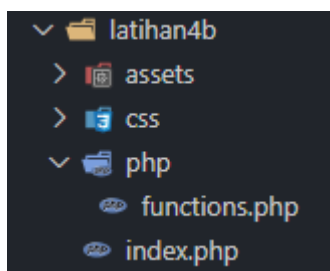 latihan4b
assets
css
php
functions.php
index.php